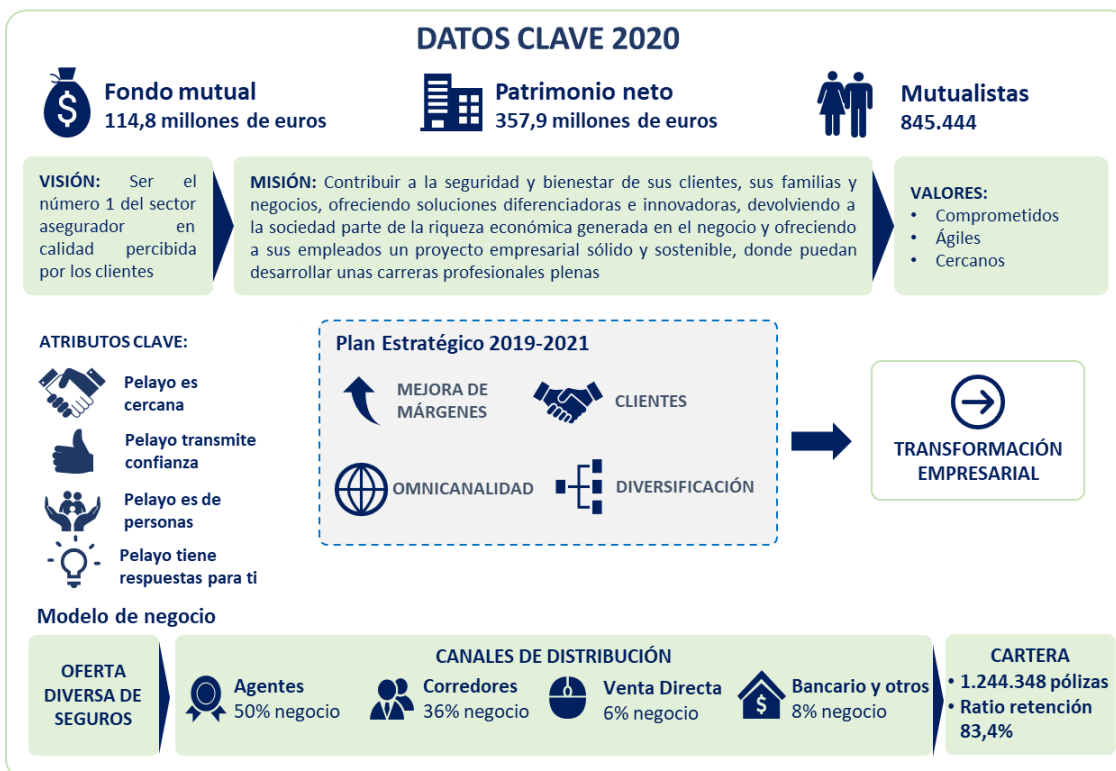 DATOS CLAVE 2020
Fondo mutual
114,8 millones de euros
Patrimonio neto
357,9 millones de euros
Mutualistas
845.444
VISIÓN: Ser el
número 1 del sector
asegurador en
calidad percibida
por los clientes
MISIÓN: Contribuir a la seguridad y bienestar de sus clientes, sus familias y
negocios, ofreciendo soluciones diferenciadoras e innovadoras, devolviendo a
la sociedad parte de la riqueza económica generada en el negocio y ofreciendo
a sus empleados un proyecto empresarial sólido y sostenible, donde puedan
desarrollar unas carreras profesionales plenas
VALORES:
• Comprometidos
• Ágiles
• Cercanos
ATRIBUTOS CLAVE:
Pelayo es
cercana
Pelayo transmite
confianza
Pelayo es de
personas
Pelayo tiene
respuestas para ti
Plan Estratégico 2019-2021
MEJORA DE
MÁRGENES
CLIENTES
OMNICANALIDAD
DIVERSIFICACIÓN
TRANSFORMACIÓN
EMPRESARIAL
Modelo de negocio
OFERTA
DIVERSA DE
SEGUROS
CANALES DE DISTRIBUCIÓN
Agentes
50% negocio
Corredores
36% negocio
Venta Directa
6% negocio
Bancario y otros
8% negocio
CARTERA
• 1.244.348 pólizas
• Ratio retención
83,4%